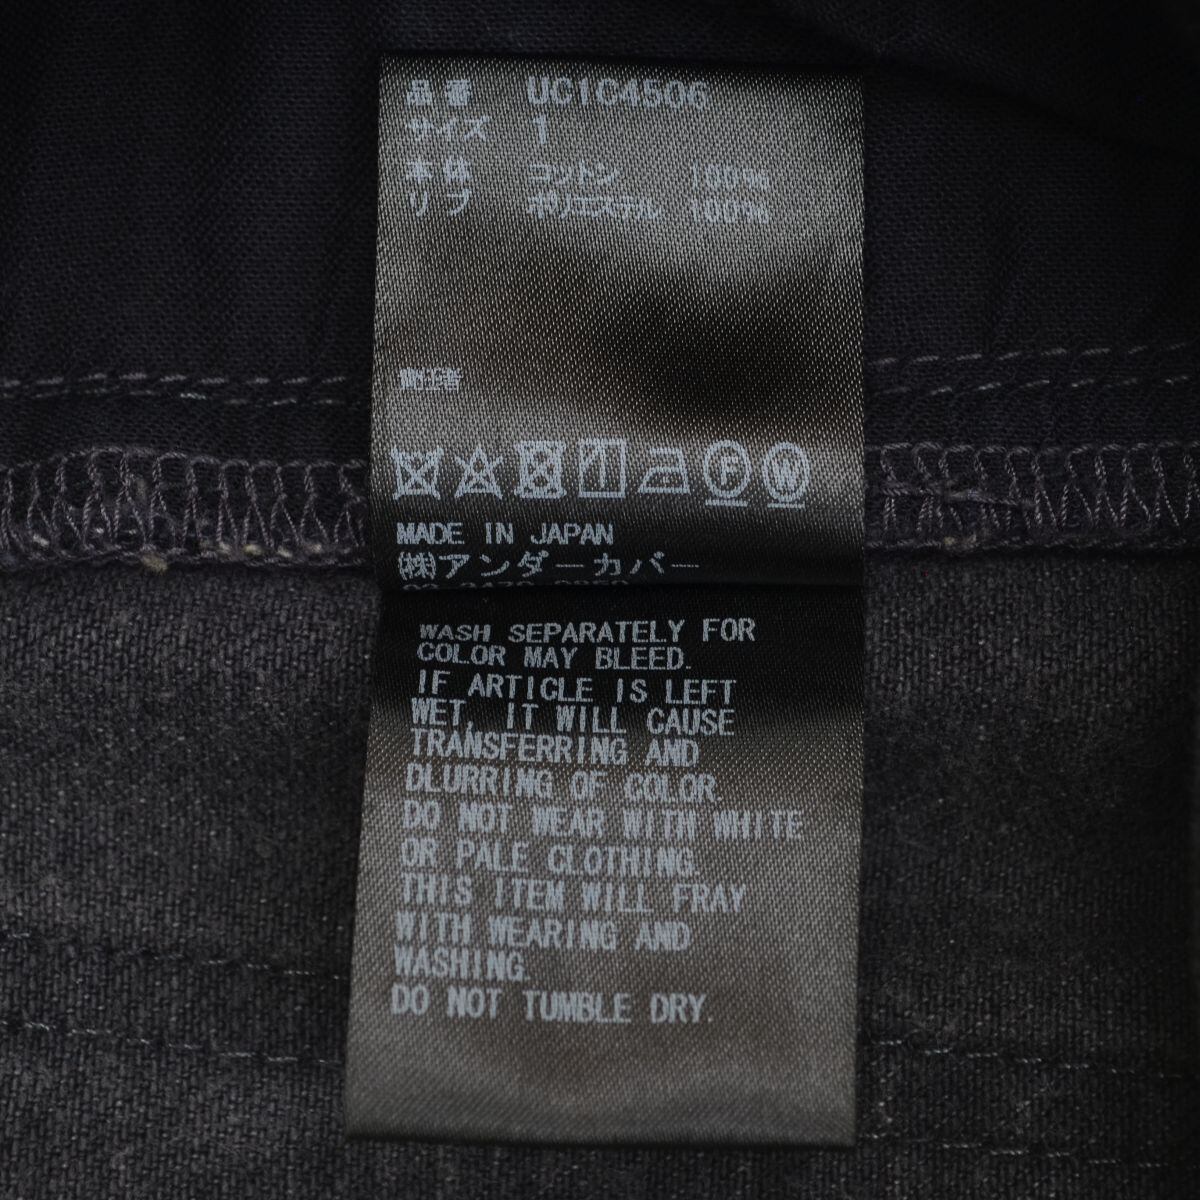 品番 UC1C4506
サイズ 1
本体 コットン 100%
リブ ポリエステル 100%
F W
MADE IN JAPAN
㈱アンダーカバー
WASH SEPARATELY FOR
COLOR MAY BLEED.
IF ARTICLE IS LEFT
WET, IT WILL CAUSE
TRANSFERRING AND
DLURRING OF COLOR.
DO NOT WEAR WITH WHITE
OR PALE CLOTHING.
THIS ITEM WILL FRAY
WITH WEARING AND
WASHING.
DO NOT TUMBLE DRY.